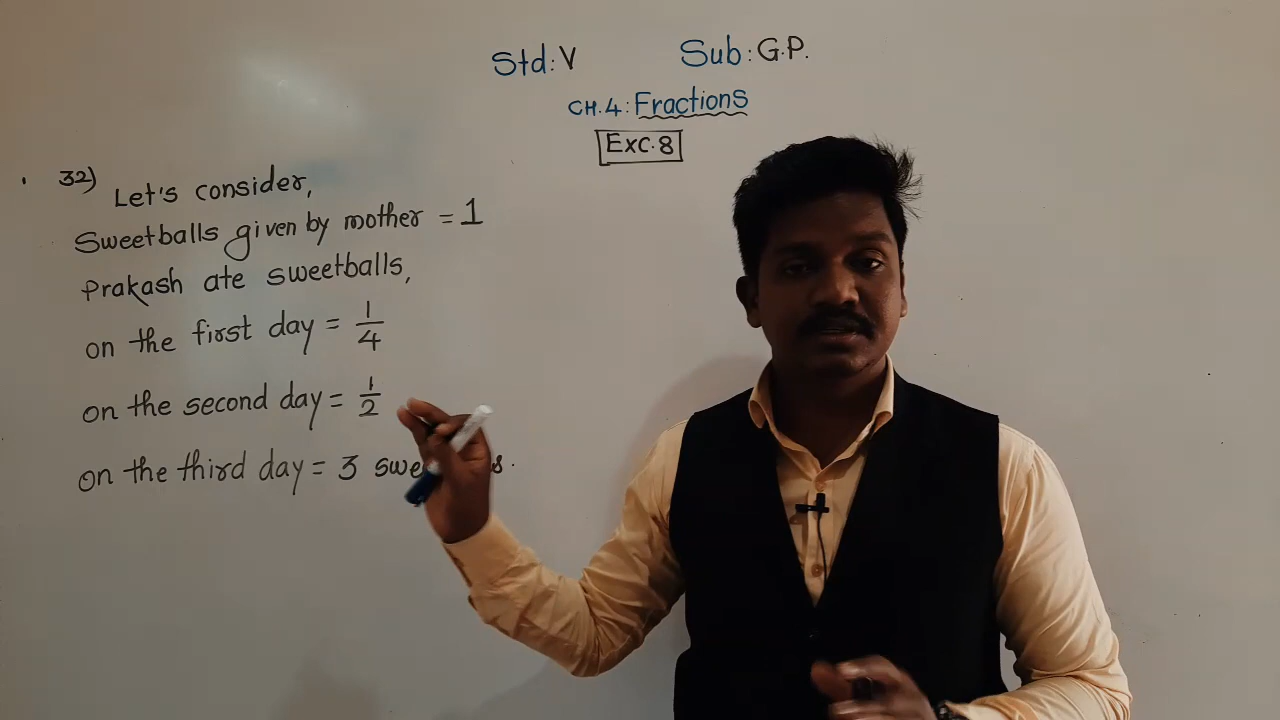 Std: V Sub: G.P.
CH.4: Fractions
Exc.8
32) Let's consider,
Sweetballs given by mother = 1
Prakash ate sweetballs,
on the first day = 1/4
on the second day = 1/2
on the third day = 3